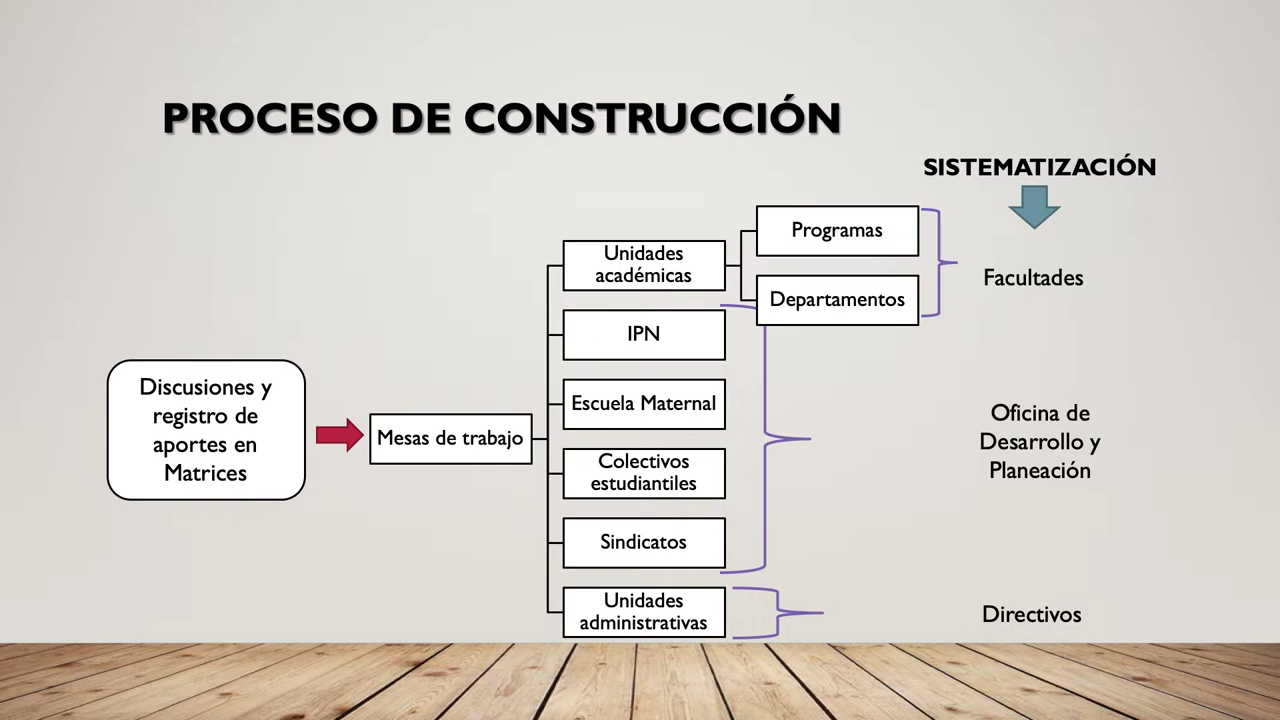 PROCESO DE CONSTRUCCIÓN
SISTEMATIZACIÓN
Programas
Unidades
académicas
Departamentos
Facultades
IPN
Discusiones y
registro de
aportes en
Matrices
Mesas de trabajo
Escuela Maternal
Colectivos
estudiantiles
Sindicatos
Oficina de
Desarrollo y
Planeación
Unidades
administrativas
Directivos